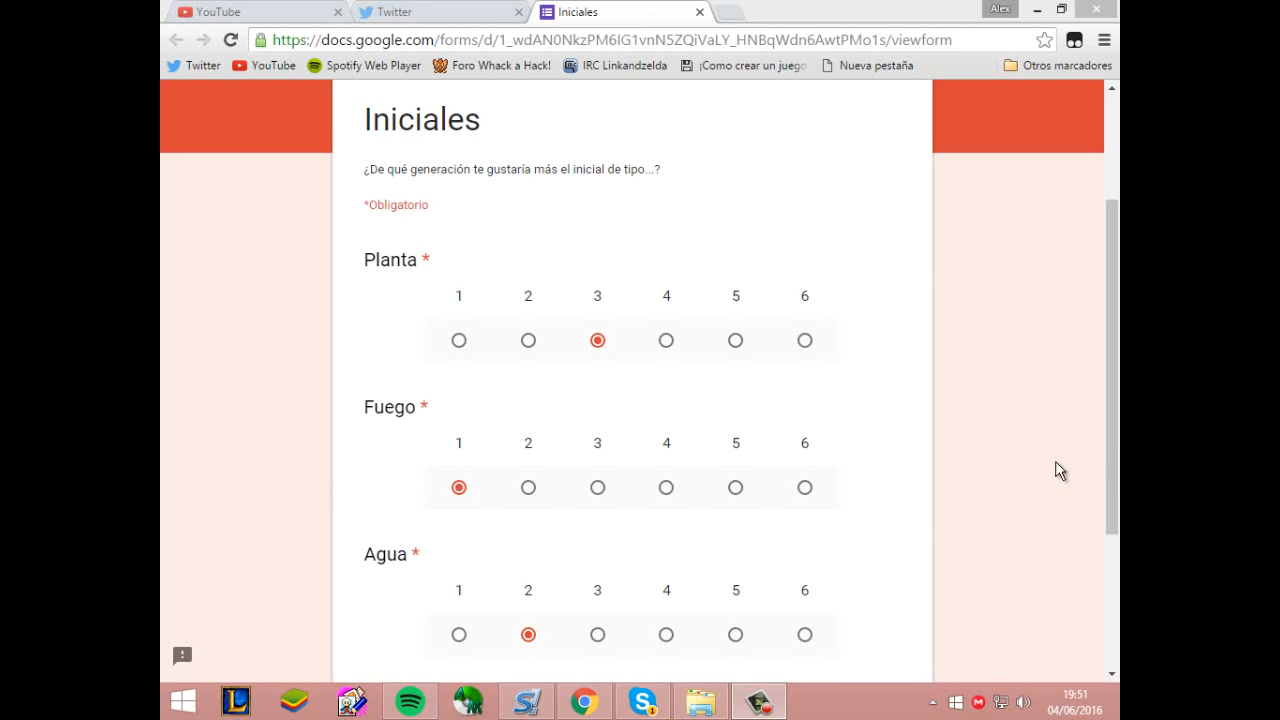 YouTube
Twitter
Iniciales
Alex
https://docs.google.com/forms/d/1_wdAN0NkzPM6IG1vnN5ZQiVaLY_HNBqWdn6AwtPMo1s/viewform
Twitter YouTube Spotify Web Player Foro Whack a Hack! IRC Linkandzelda ¡Como crear un juego Nueva pestaña Otros marcadores
Iniciales
¿De qué generación te gustaría más el inicial de tipo...?
*Obligatorio
Planta *
1 2 3 4 5 6
Fuego *
1 2 3 4 5 6
Agua *
1 2 3 4 5 6
19:51
04/06/2016